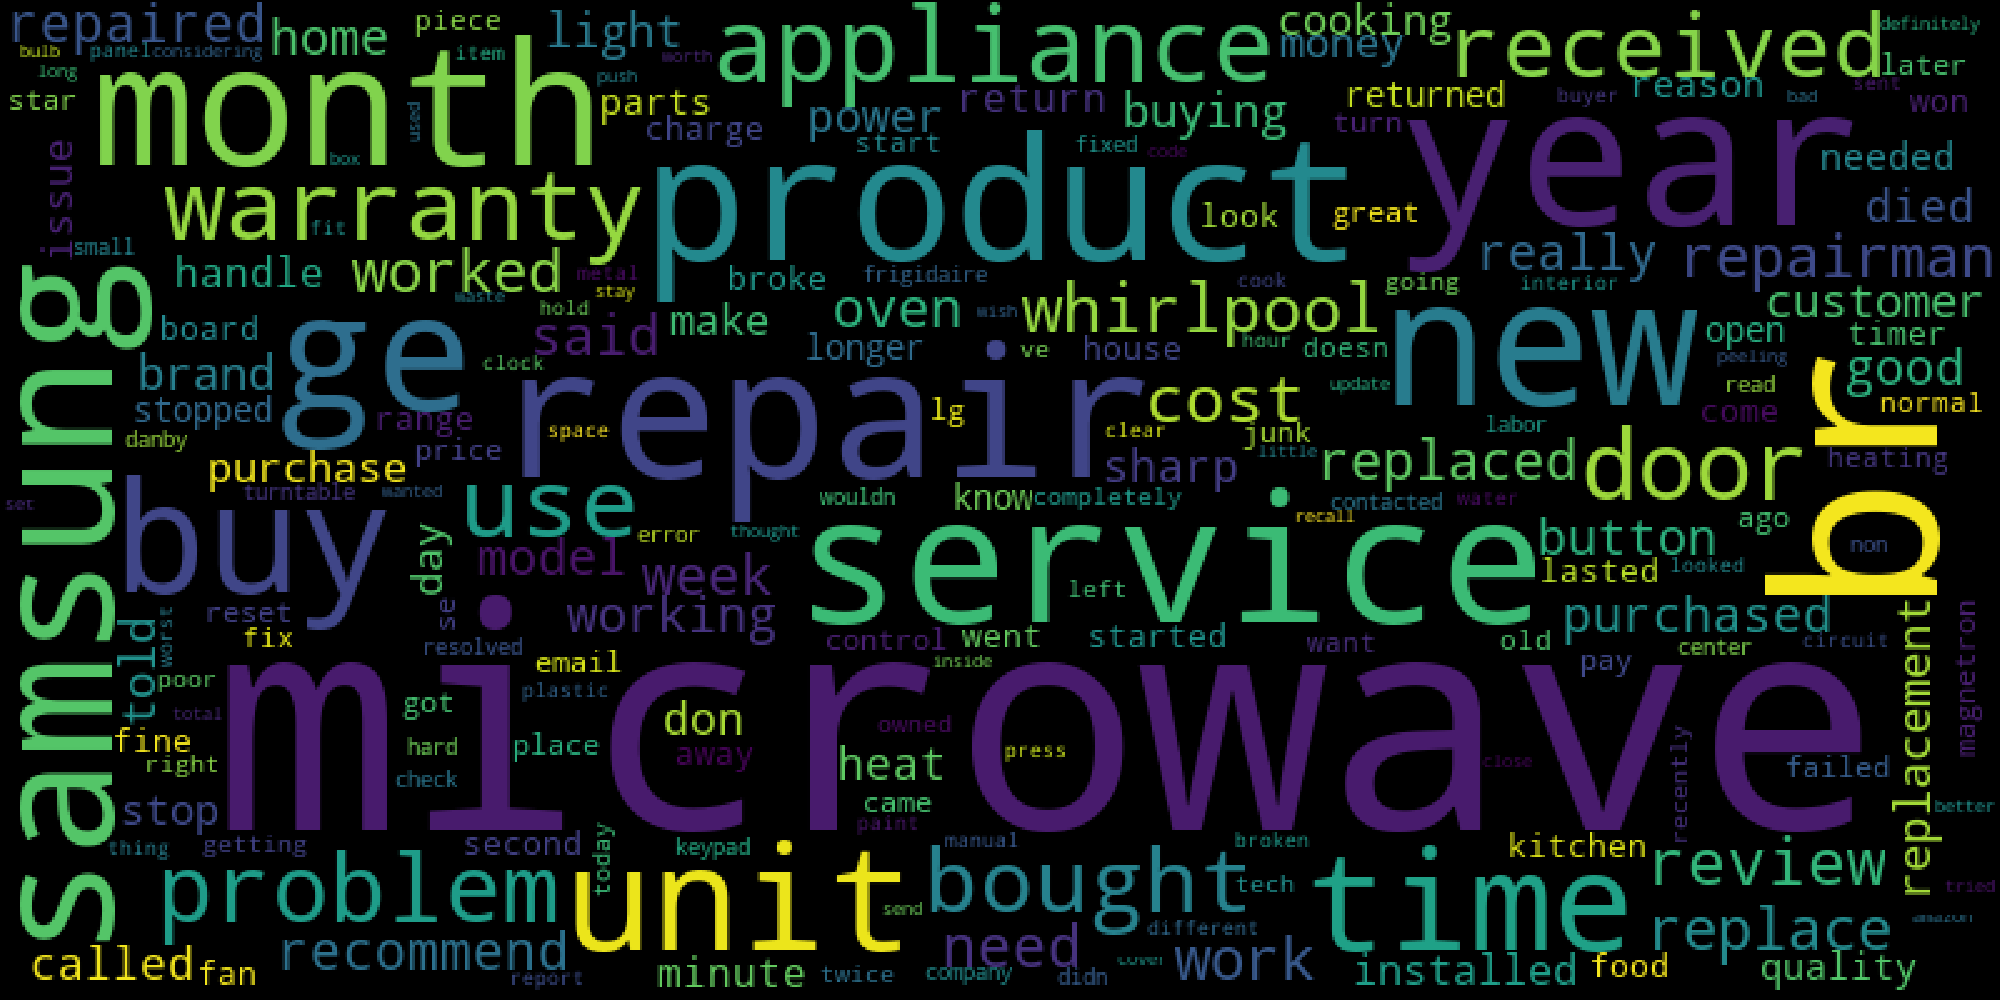 repaired
home
piece
light
appliance
cooking
money
received
definitely
bulb
panel
considering
item
worth
later
long
push
star
month
used
parts
return
buying
returned
buyer
reason
bad
sent
won
charge
power
turn
start
fixed
code
year
needed
issue
box
warranty
product
look
great
died
fit
small
really
repairman
samsung
handle
worked
metal
broke
frigidaire
cook
going
interior
waste
stay
hold
customer
board
ge
said
make
oven
wish
whirlpool
new
open
timer
clock
longer
ve
house
hour
doesn
peeling
brand
repair
cost
update
read
good
br
stopped
range
lg
space
clear
junk
labor
come
normal
danby
price
little
purchase
sharp
replaced
door
heating
turntable
wanted
set
buy
use
wouldn
know
completely
contacted
water
recall
ago
day
error
thought
service
button
non
model
week
lasted
looked
left
reset
se
working
purchased
replacement
magnetron
told
worst
fix
control
went
started
want
old
center
circuit
resolved
email
inside
pay
poor
microwave
plastic
total
got
don
owned
fine
hard
place
away
press
recently
right
check
heat
close
failed
stop
came
better
paint
thing
getting
second
today
keypad
manual
broken
kitchen
review
problem
unit
bought
tech
time
tried
send
different
replace
amazon
called
fan
recommend
need
cover
work
report
minute
twice
company
didn
installed
food
quality